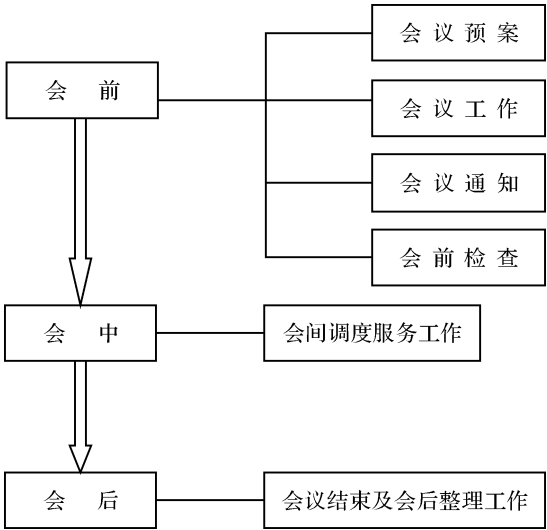 会议预案
会前
会议工作
会议通知
会前检查
会中
会间调度服务工作
会后
会议结束及会后整理工作